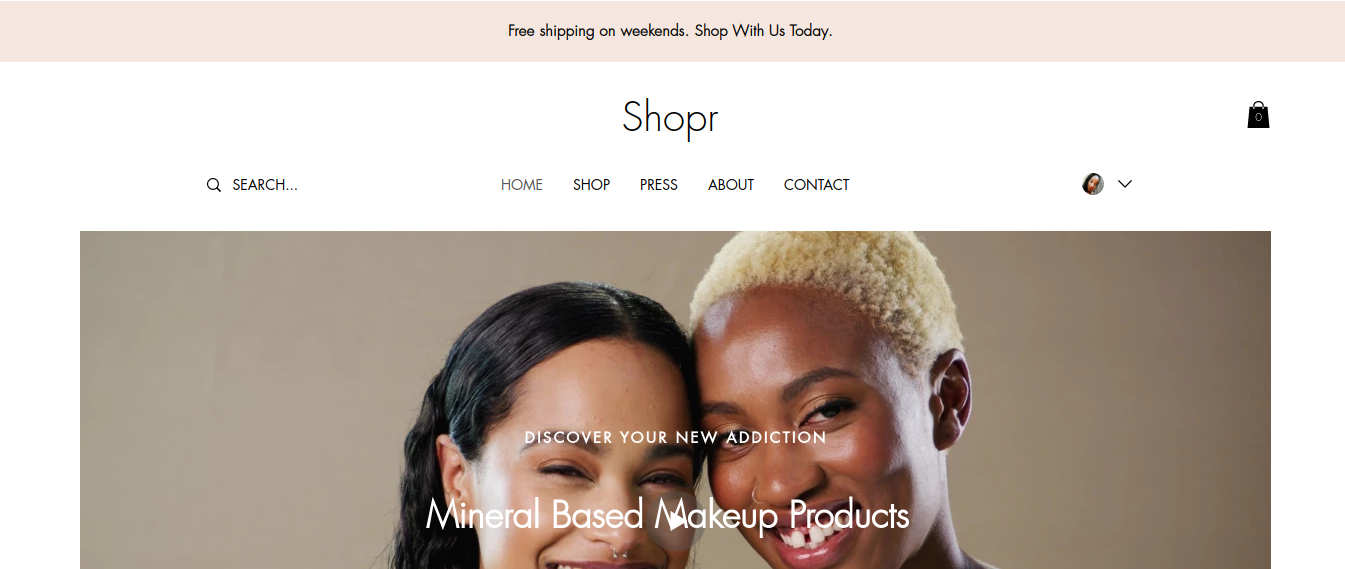 Free shipping on weekends. Shop With Us Today.
Shopr
0
SEARCH...
HOME
SHOP
PRESS
ABOUT
CONTACT
DISCOVER YOUR NEW ADDICTION
Mineral Based Makeup Products